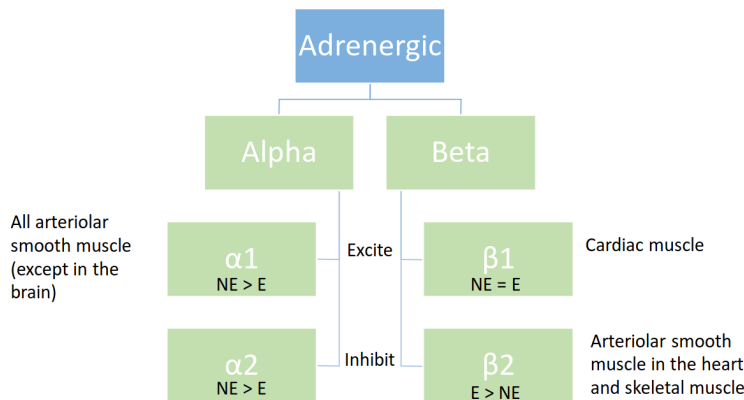 Adrenergic
Alpha
Beta
All arteriolar
smooth muscle
(except in the
brain)
α1
NE > E
Excite
β1
NE = E
Cardiac muscle
α2
NE > E
Inhibit
β2
E > NE
Arteriolar smooth
muscle in the heart
and skeletal muscle